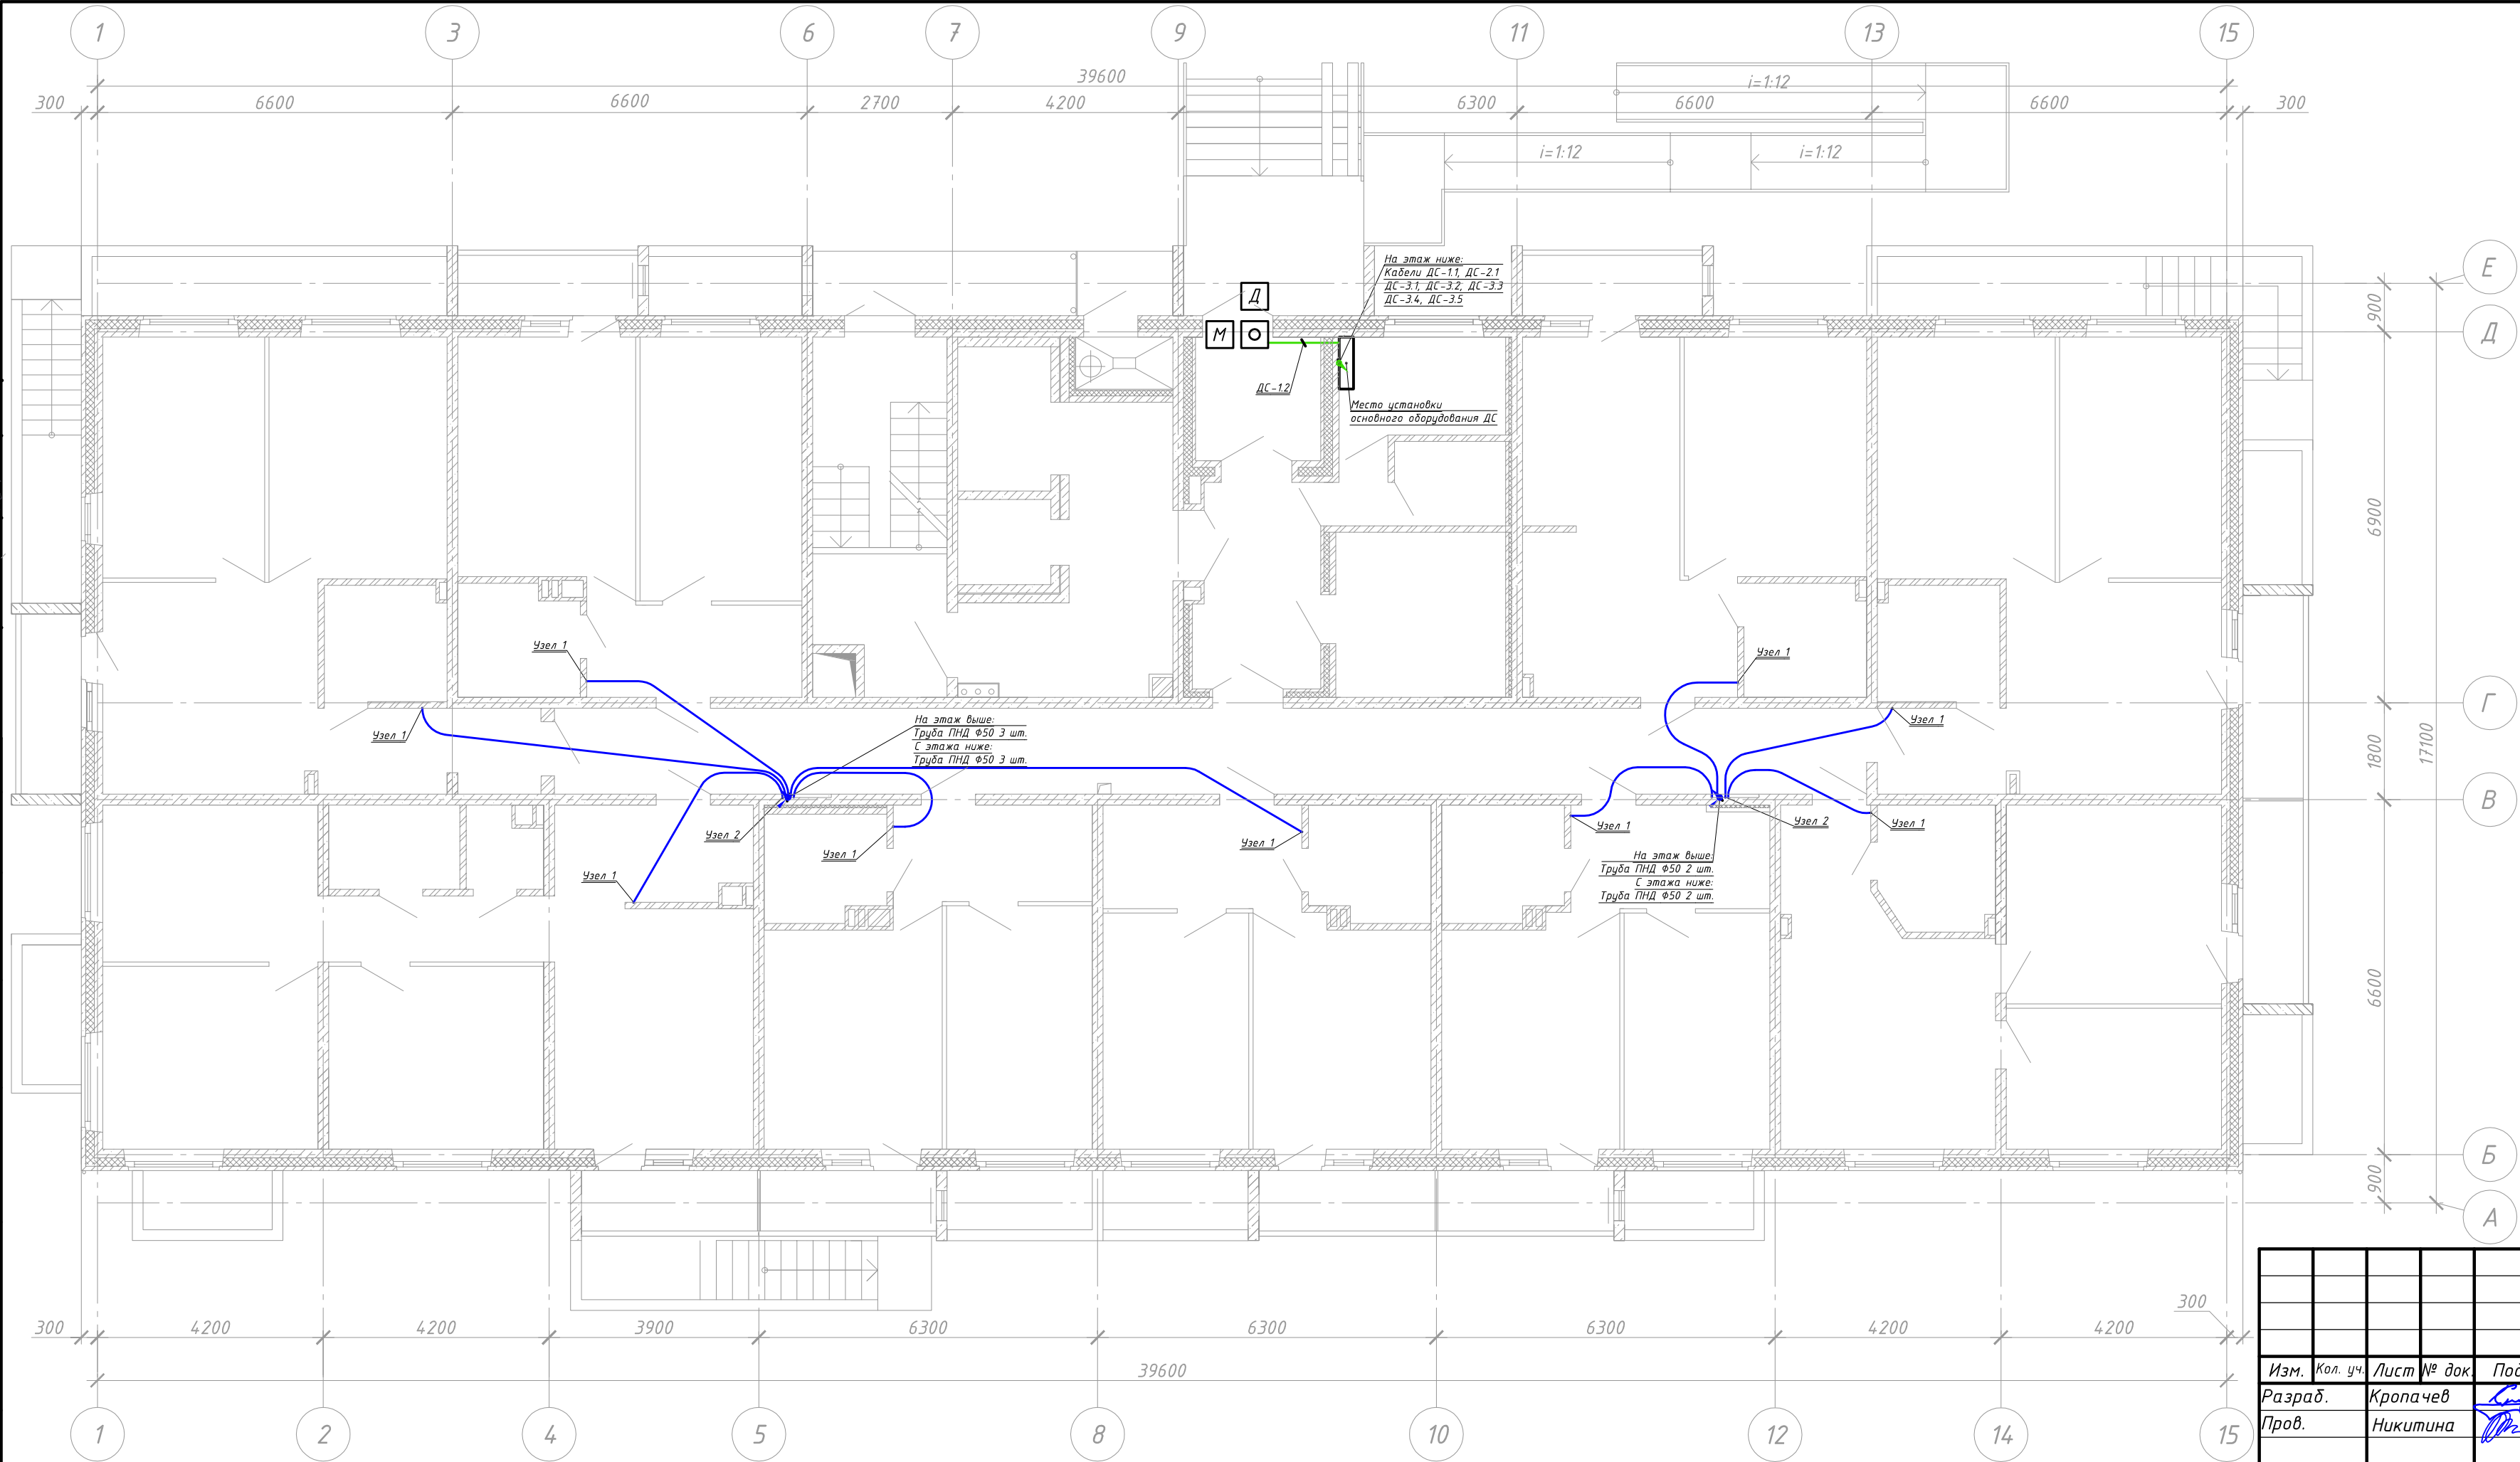 1
3
6
7
9
11
13
15
39600
i=1:12
300
6600
6600
2700
4200
6300
6600
6600
300
i=1:12
i=1:12
На этаж ниже:
Кабели ДС-1.1, ДС-2.1
ДС-3.1, ДС-3.2, ДС-3.3
ДС-3.4, ДС-3.5
Е
Д
900
М
Д
ДС-1.2
Место установки
основного оборудования ДС
6900
Узел 1
Узел 1
Г
Узел 1
На этаж выше:
Труба ПНД Ф50 3 шт.
С этажа ниже:
Труба ПНД Ф50 3 шт.
Узел 1
1800
17100
В
Узел 2
Узел 1
Узел 1
Узел 1
Узел 2
Узел 1
Узел 1
На этаж выше:
Труба ПНД Ф50 2 шт.
С этажа ниже:
Труба ПНД Ф50 2 шт.
6600
Б
900
А
300
4200
4200
3900
6300
6300
6300
4200
4200
300
39600
1
2
4
5
8
10
12
14
15
Изм.
Кол. уч.
Лист
№ док.
Разраб.
Кропачев
Пров.
Никитина